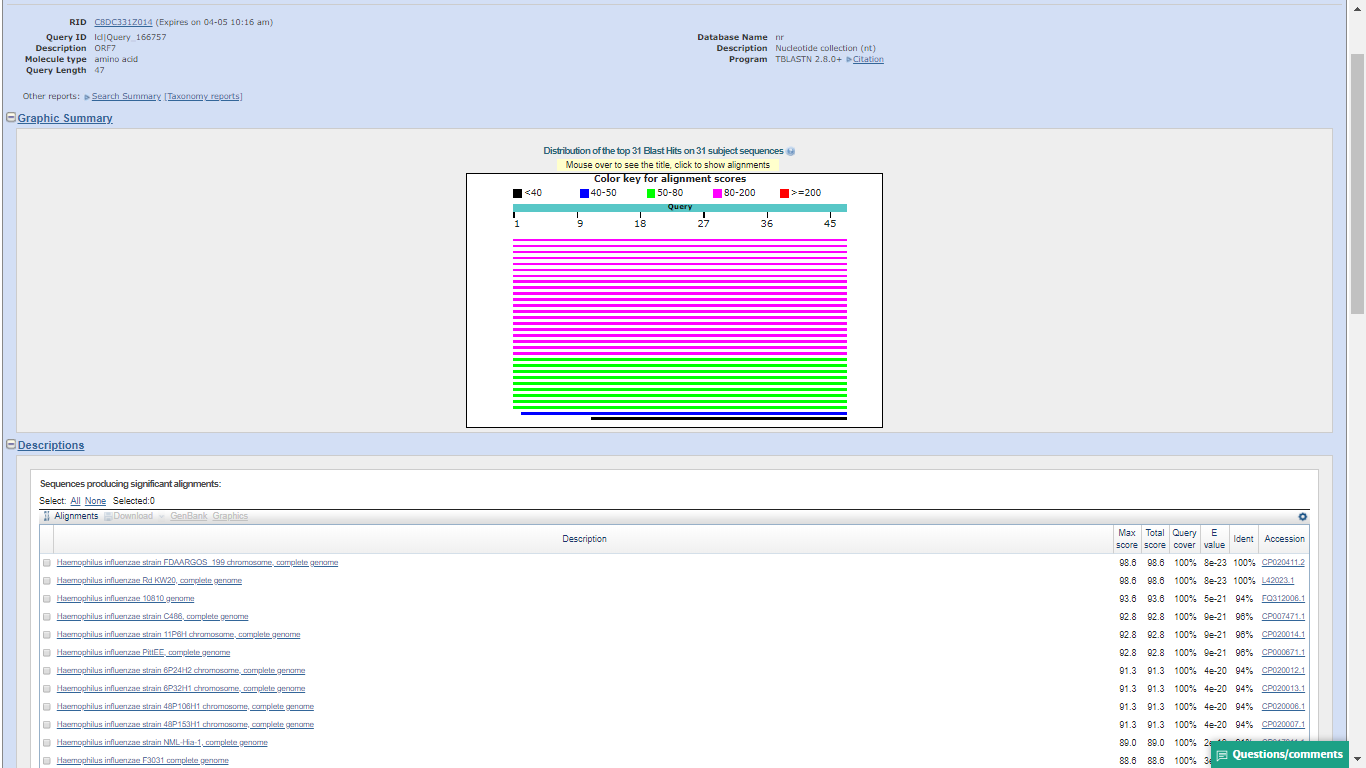 RID C8DC331Z014 (Expires on 04-05 10:16 am)
Query ID lcl|Query_166757
Description ORF7
Molecule type amino acid
Query Length 47
Database Name nr
Description Nucleotide collection (nt)
Program TBLASTN 2.8.0+ Citation
Other reports: Search Summary [Taxonomy reports]
Graphic Summary
Distribution of the top 31 Blast Hits on 31 subject sequences
Mouse over to see the title, click to show alignments
Color key for alignment scores
<40 40-50 50-80 80-200 >=200
Query
1 9 18 27 36 45
Descriptions
Sequences producing significant alignments:
Select: All None Selected:0
Alignments Download GenBank Graphics
Description Max score Total score Query cover E value Ident Accession
Haemophilus influenzae strain FDAARGOS_199 chromosome, complete genome 98.6 98.6 100% 8e-23 100% CP020411.2
Haemophilus influenzae Rd KW20, complete genome 98.6 98.6 100% 8e-23 100% L42023.1
Haemophilus influenzae 10810 genome 93.6 93.6 100% 5e-21 94% FQ312006.1
Haemophilus influenzae strain C486, complete genome 92.8 92.8 100% 9e-21 96% CP007471.1
Haemophilus influenzae strain 11P6H chromosome, complete genome 92.8 92.8 100% 9e-21 96% CP020014.1
Haemophilus influenzae PittEE, complete genome 92.8 92.8 100% 9e-21 96% CP000671.1
Haemophilus influenzae strain 6P24H2 chromosome, complete genome 91.3 91.3 100% 4e-20 94% CP020012.1
Haemophilus influenzae strain 6P32H1 chromosome, complete genome 91.3 91.3 100% 4e-20 94% CP020013.1
Haemophilus influenzae strain 48P106H1 chromosome, complete genome 91.3 91.3 100% 4e-20 94% CP020006.1
Haemophilus influenzae strain 48P153H1 chromosome, complete genome 91.3 91.3 100% 4e-20 94% CP020007.1
Haemophilus influenzae strain NML-Hia-1, complete genome 89.0 89.0 100%
Haemophilus influenzae F3031 complete genome 88.6 88.6 100%
Questions/comments